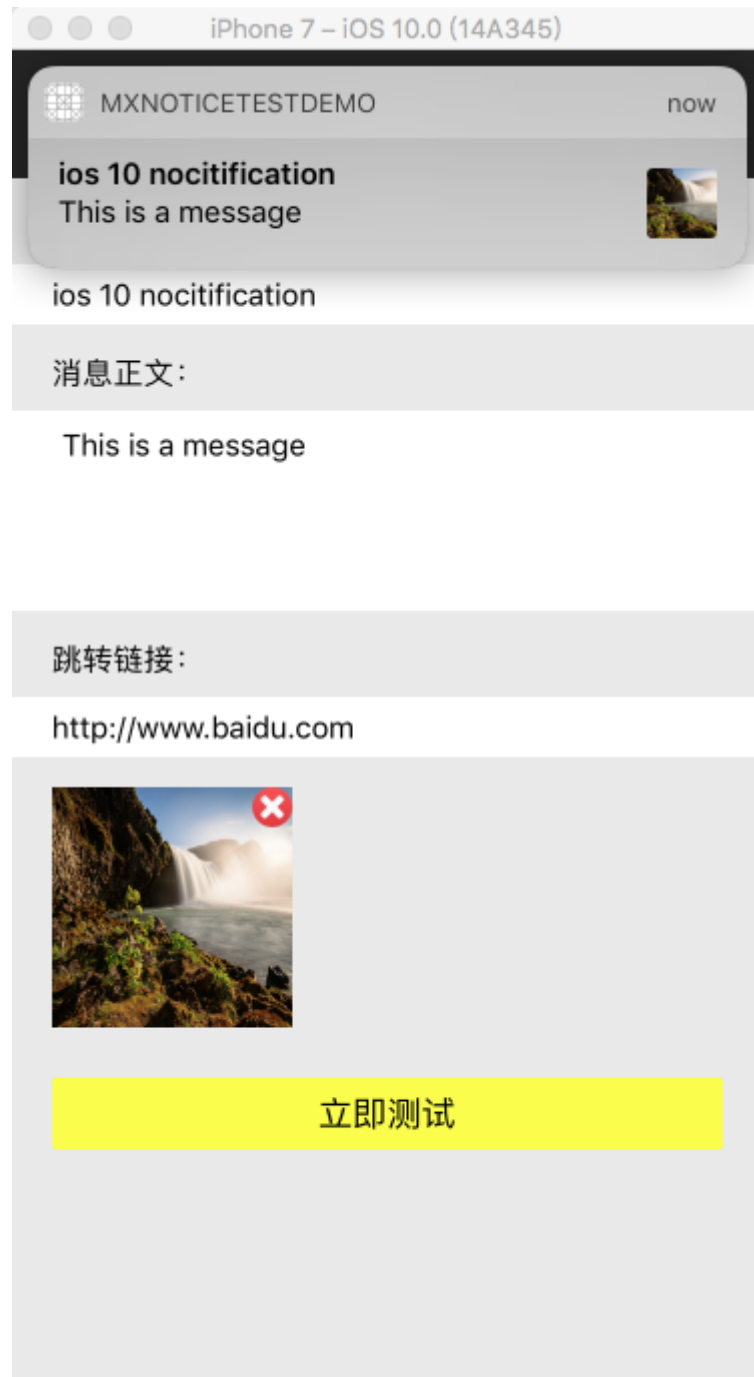 iPhone 7 – iOS 10.0 (14A345)
MXNOTICETESTDEMO now
ios 10 nocitification
This is a message
ios 10 nocitification
消息正文：
This is a message
跳转链接：
http://www.baidu.com
立即测试